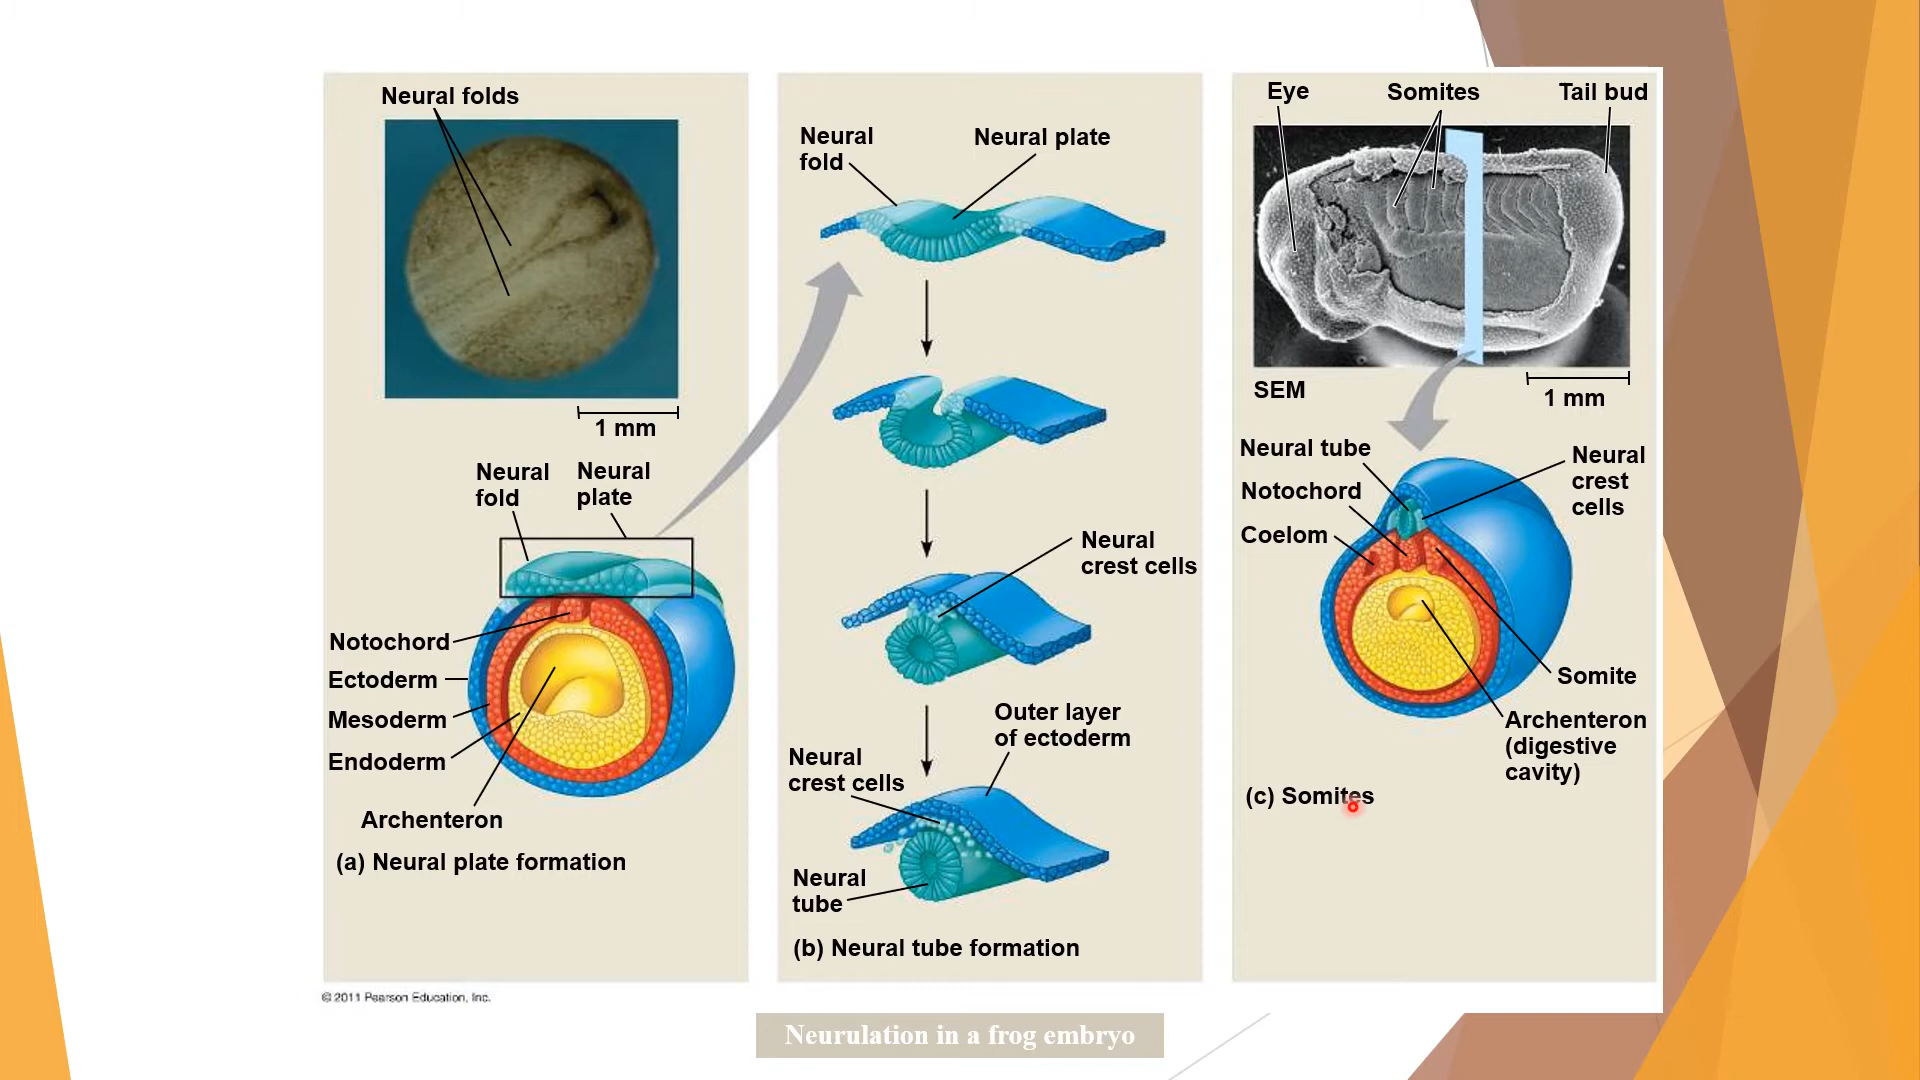 Neural folds
1 mm
Neural
fold
Neural
plate
Notochord
Ectoderm
Mesoderm
Endoderm
Archenteron
(a) Neural plate formation
Neural
fold
Neural plate
Neural
crest cells
Outer layer
of ectoderm
Neural
crest cells
Neural
tube
(b) Neural tube formation
Eye
Somites
Tail bud
SEM
1 mm
Neural tube
Notochord
Coelom
Neural
crest
cells
Somite
Archenteron
(digestive
cavity)
(c) Somites
© 2011 Pearson Education, Inc.
Neurulation in a frog embryo